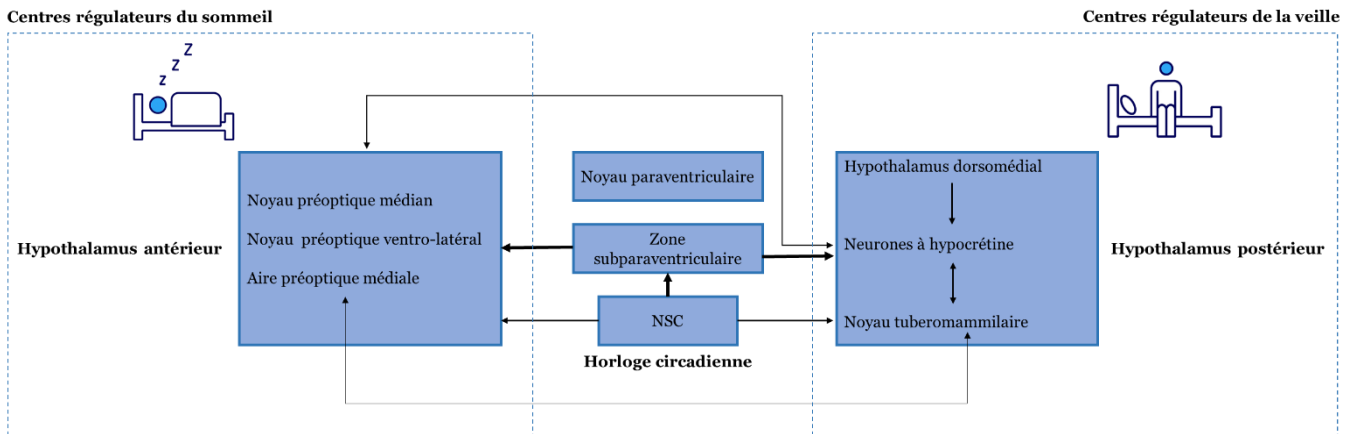 Centres régulateurs du sommeil
Centres régulateurs de la veille
z
z
Z
Z
Noyau préoptique médian
Noyau préoptique ventro-latéral
Aire préoptique médiale
Hypothalamus antérieur
Noyau paraventriculaire
Zone
subparaventriculaire
NSC
Horloge circadienne
Hypothalamus dorsomédial
Neurones à hypocrétine
Noyau tuberomammilaire
Hypothalamus postérieur